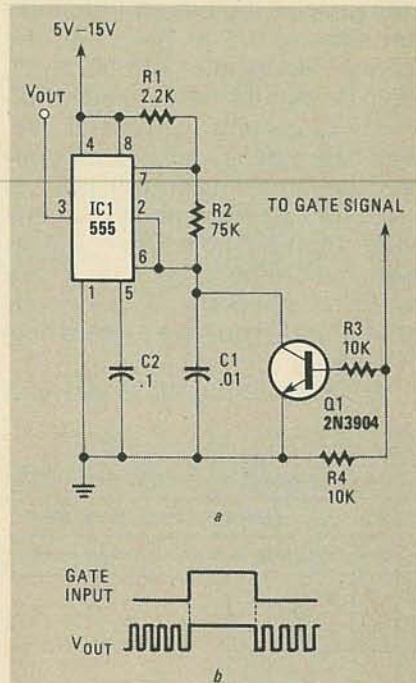 5V–15V
R1
2.2K
VOUT
4
8
7
3
IC1
555
2
R2
75K
TO GATE SIGNAL
6
1
5
C2
.1
C1
.01
R3
10K
Q1
2N3904
R4
10K
a
GATE
INPUT
VOUT
b